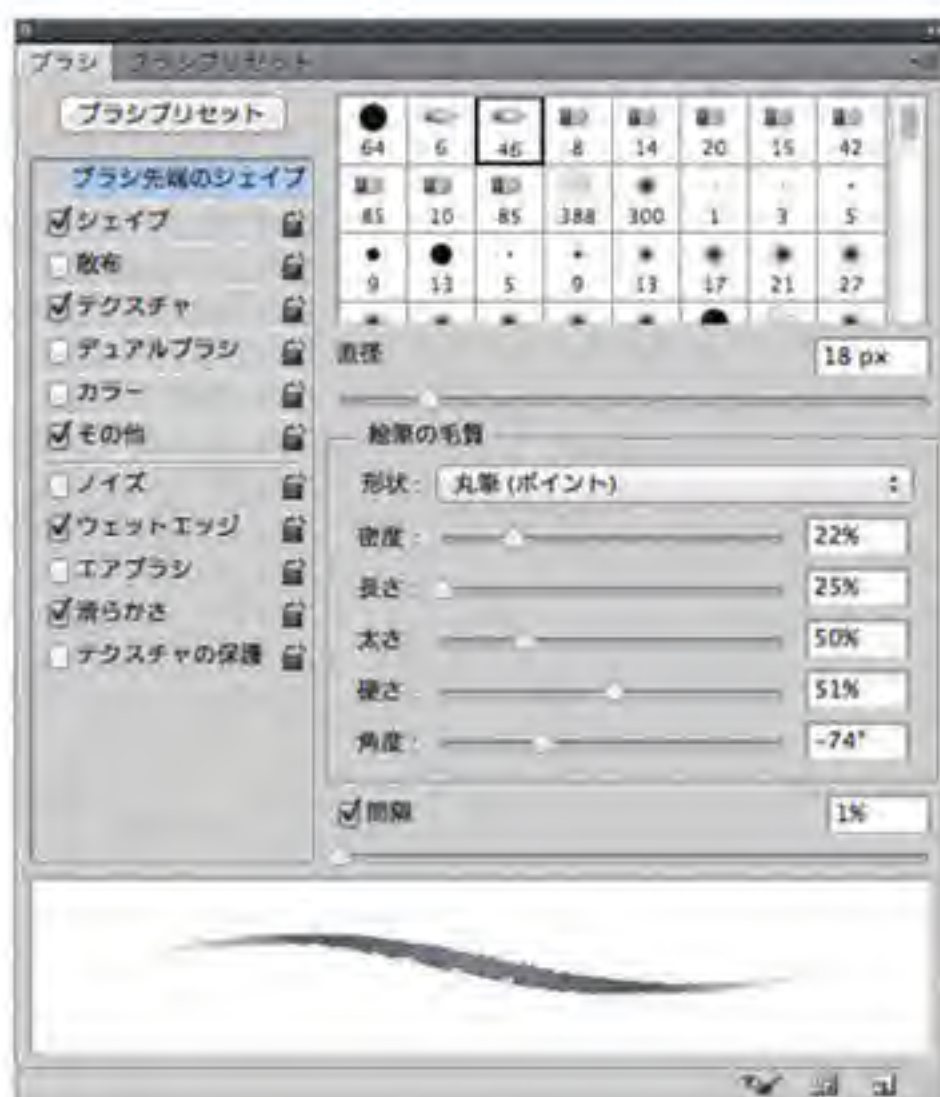 ブラシ ブラシプリセット
ブラシプリセット
ブラシ先端のシェイプ
シェイプ
散布
テクスチャ
デュアルブラシ
カラー
その他
ノイズ
ウェットエッジ
エアブラシ
滑らかさ
テクスチャの保護
64 6 46 8 14 20 15 42
85 10 85 388 300 1 3 5
9 13 5 9 13 17 21 27
直径 18 px
絵筆の毛質
形状: 丸筆 (ポイント)
密度: 22%
長さ: 25%
太さ: 50%
硬さ: 51%
角度: -74°
間隔 1%